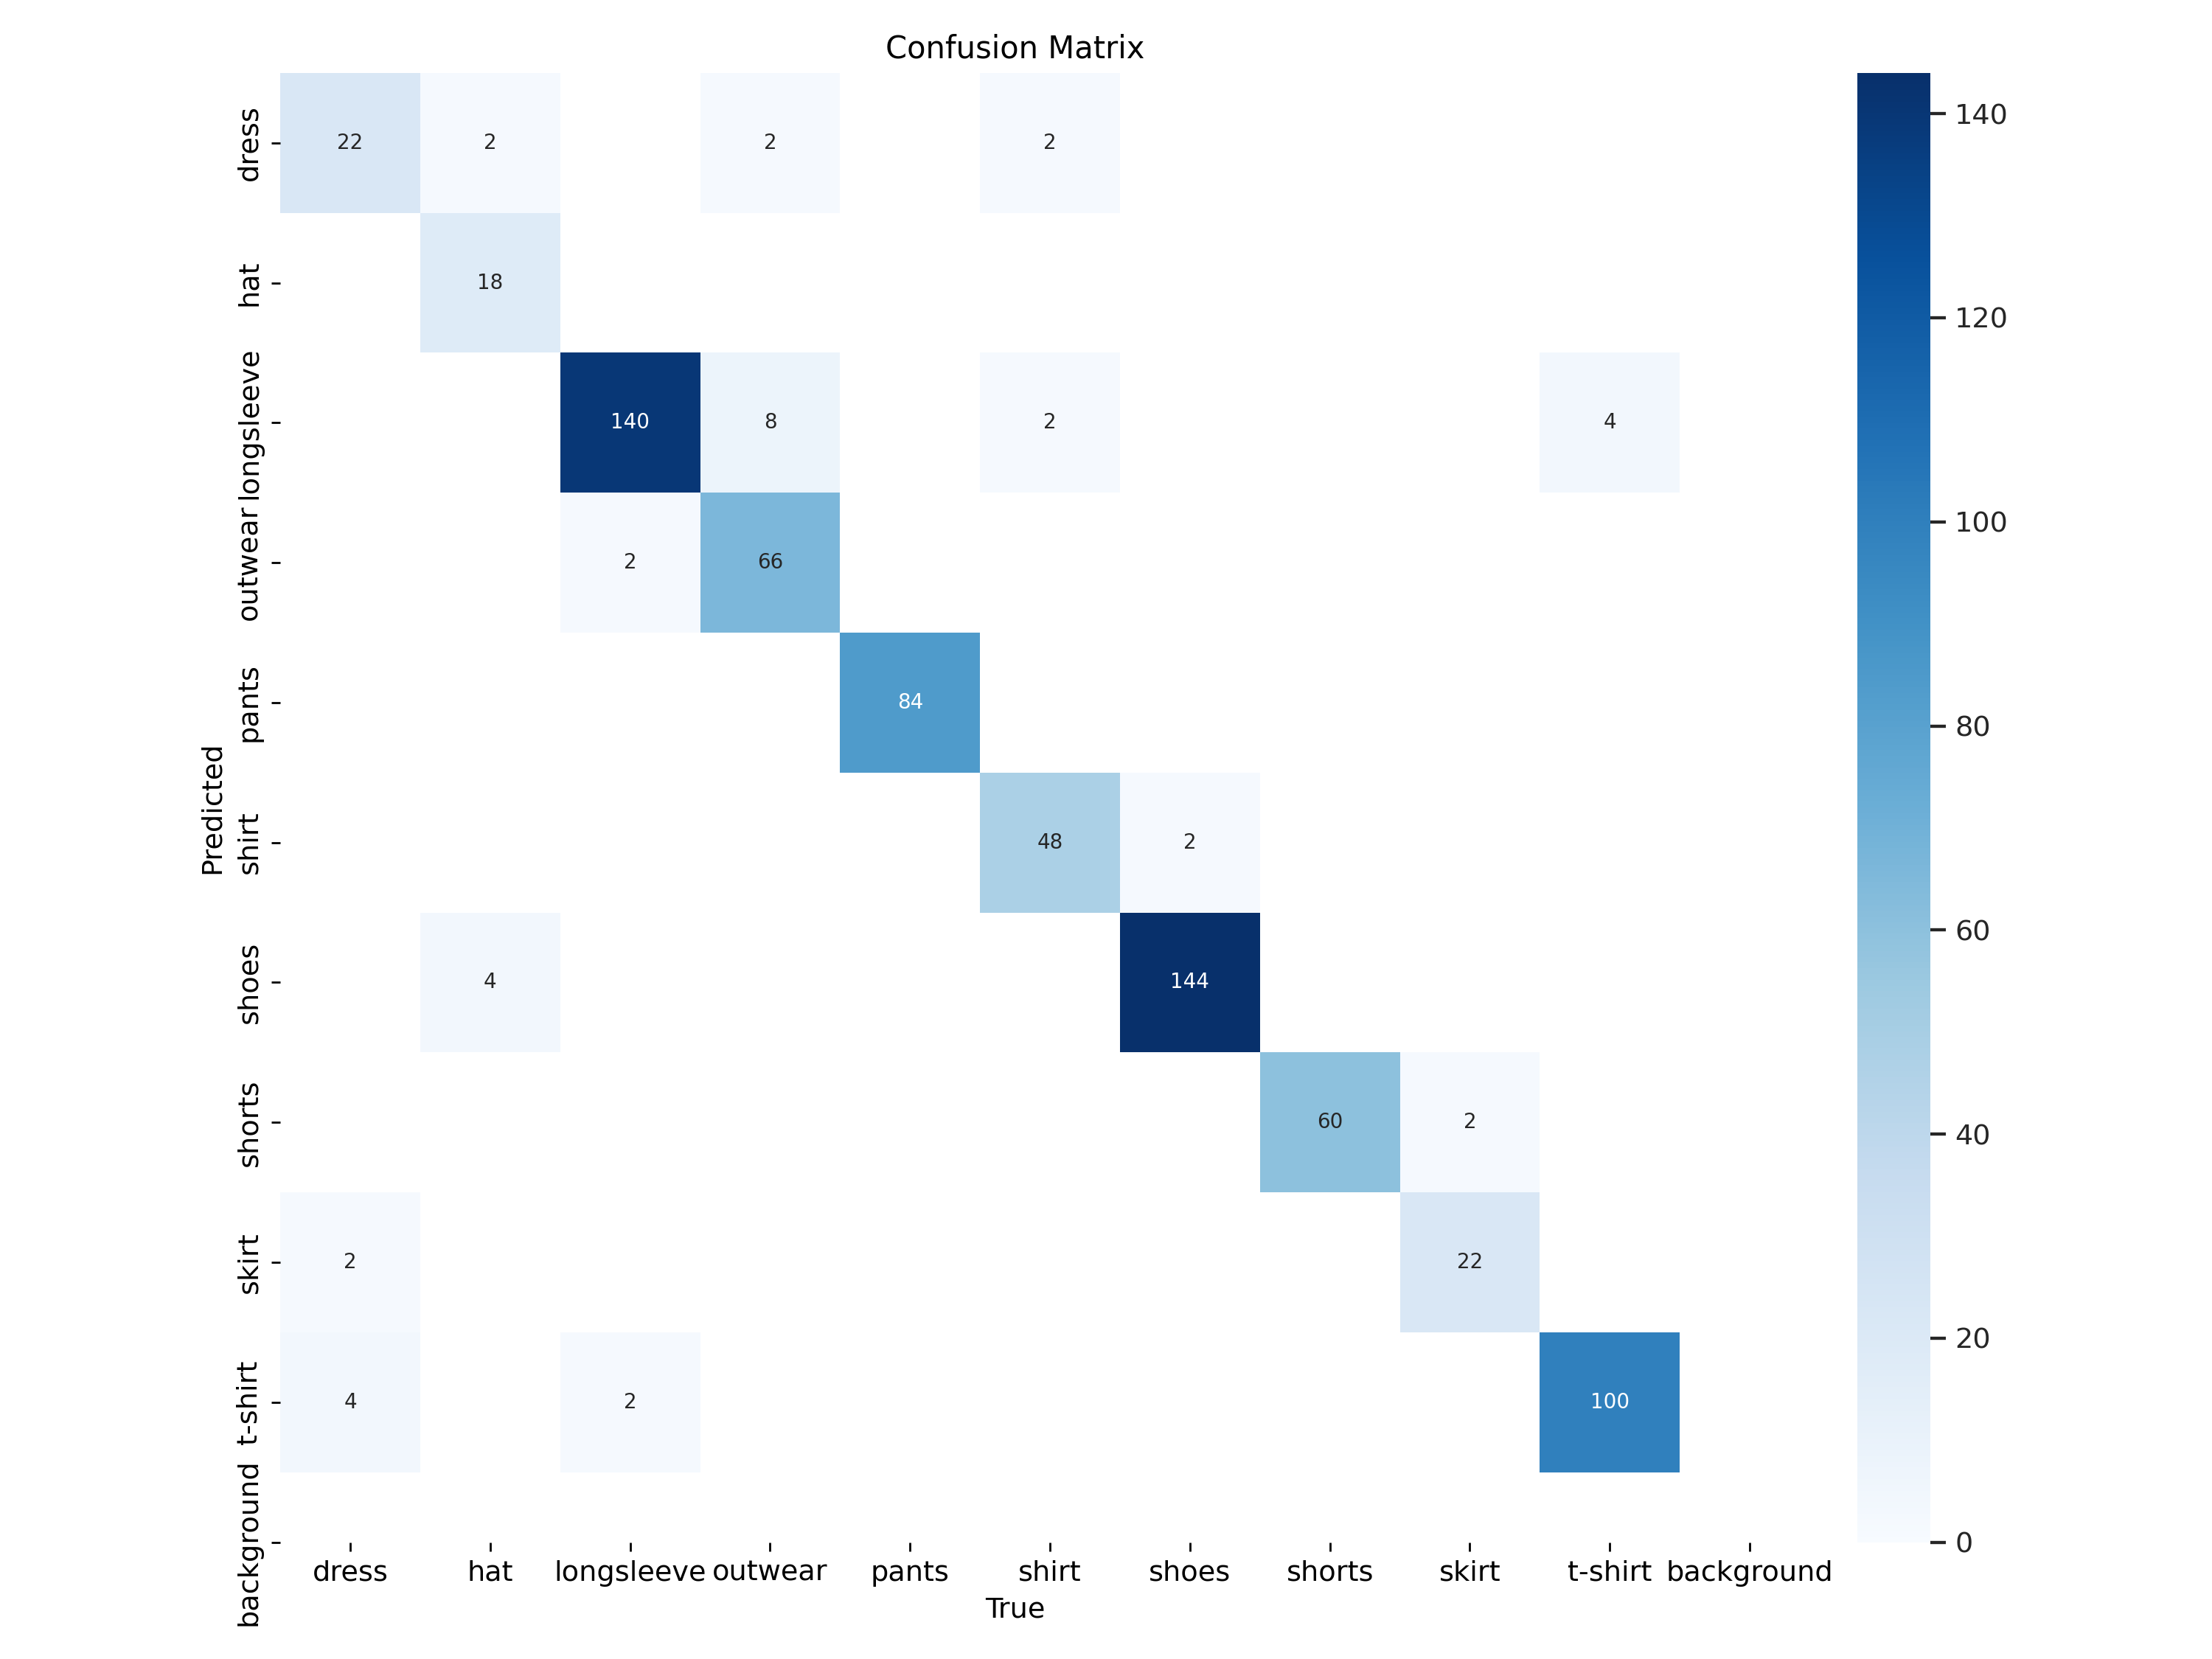 Confusion Matrix
Predicted
dress 22 2 2 2
hat 18
longsleeve 140 8 2 4
outwear 2 66
pants 84
shirt 48 2
shoes 4 144
shorts 60 2
skirt 2 22
t-shirt 4 2 100
background
dress hat longsleeve outwear pants shirt shoes shorts skirt t-shirt background
True
140
120
100
80
60
40
20
0